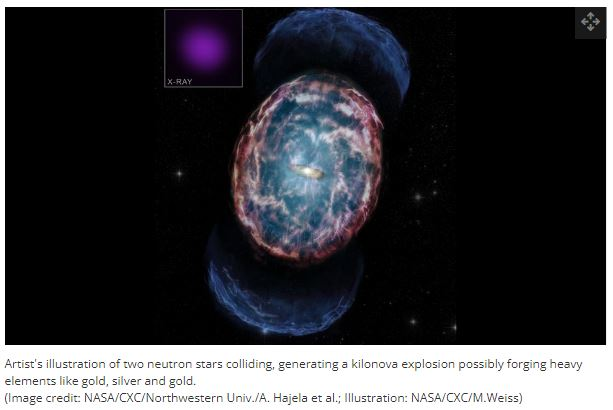 X-RAY
Artist's illustration of two neutron stars colliding, generating a kilonova explosion possibly forging heavy
elements like gold, silver and gold.
(Image credit: NASA/CXC/Northwestern Univ./A. Hajela et al.; Illustration: NASA/CXC/M.Weiss)